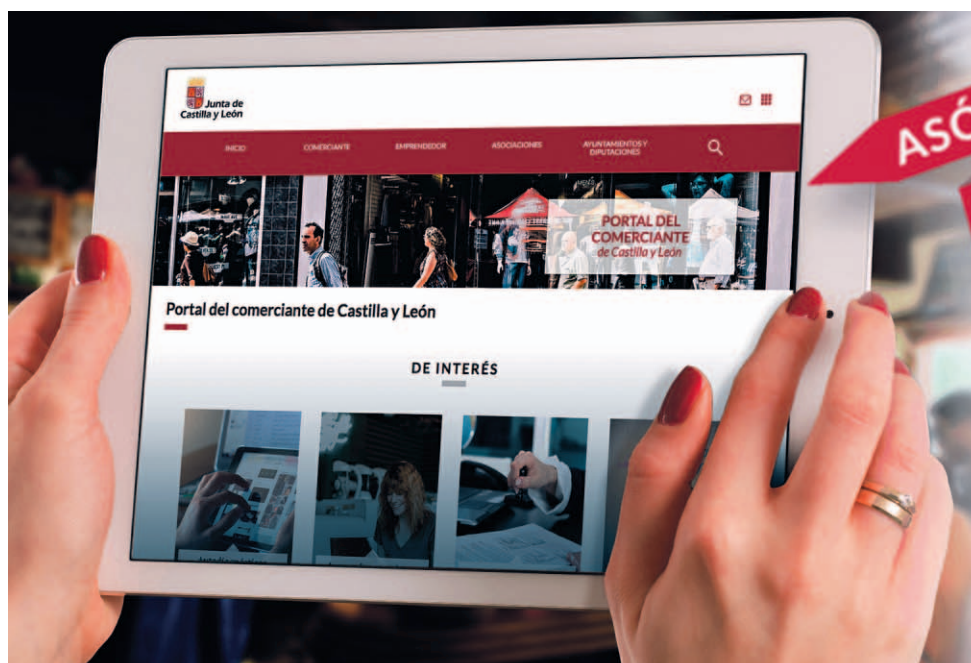 Junta de
Castilla y León
INICIO
COMERCIANTE
EMPRENDEDOR
ASOCIACIONES
AYUNTAMIENTOS Y
DIPUTACIONES
ASÓ
PORTAL DEL
COMERCIANTE
de Castilla y León
Portal del comerciante de Castilla y León
DE INTERÉS